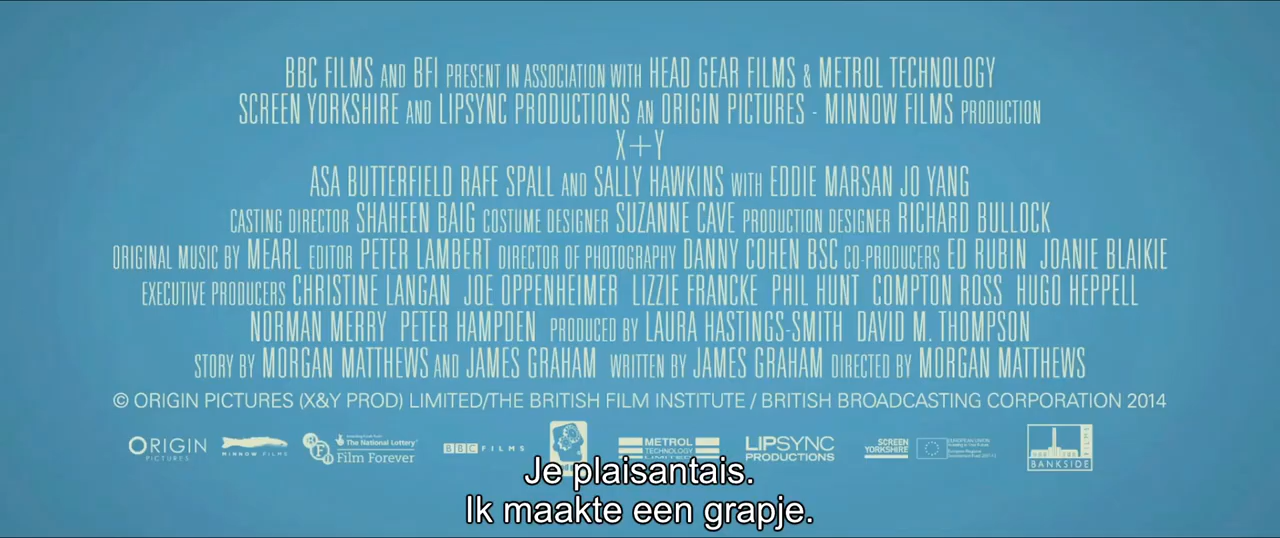 BBC FILMS AND BFI PRESENT IN ASSOCIATION WITH HEAD GEAR FILMS & METROL TECHNOLOGY
SCREEN YORKSHIRE AND LIPSYNC PRODUCTIONS AN ORIGIN PICTURES - MINNOW FILMS PRODUCTION
X+Y
ASA BUTTERFIELD RAFE SPALL AND SALLY HAWKINS WITH EDDIE MARSAN JO YANG
CASTING DIRECTOR SHAHEEN BAIG COSTUME DESIGNER SUZANNE CAVE PRODUCTION DESIGNER RICHARD BULLOCK
ORIGINAL MUSIC BY MEARL EDITOR PETER LAMBERT DIRECTOR OF PHOTOGRAPHY DANNY COHEN BSC CO-PRODUCERS ED RUBIN JOANIE BLAIKIE
EXECUTIVE PRODUCERS CHRISTINE LANGAN JOE OPPENHEIMER LIZZIE FRANCKE PHIL HUNT COMPTON ROSS HUGO HEPPELL
NORMAN MERRY PETER HAMPDEN PRODUCED BY LAURA HASTINGS-SMITH DAVID M. THOMPSON
STORY BY MORGAN MATTHEWS AND JAMES GRAHAM WRITTEN BY JAMES GRAHAM DIRECTED BY MORGAN MATTHEWS
© ORIGIN PICTURES (X&Y PROD) LIMITED/THE BRITISH FILM INSTITUTE / BRITISH BROADCASTING CORPORATION 2014
ORIGIN PICTURES
MINNOW FILMS
BFI
THE NATIONAL LOTTERY
Film Forever
BBC FILMS
METROL TECHNOLOGY
LIPSYNC PRODUCTIONS
SCREEN YORKSHIRE
EUROPEAN UNION
BANKSIDE FILMS
Je plaisantais.
Ik maakte een grapje.